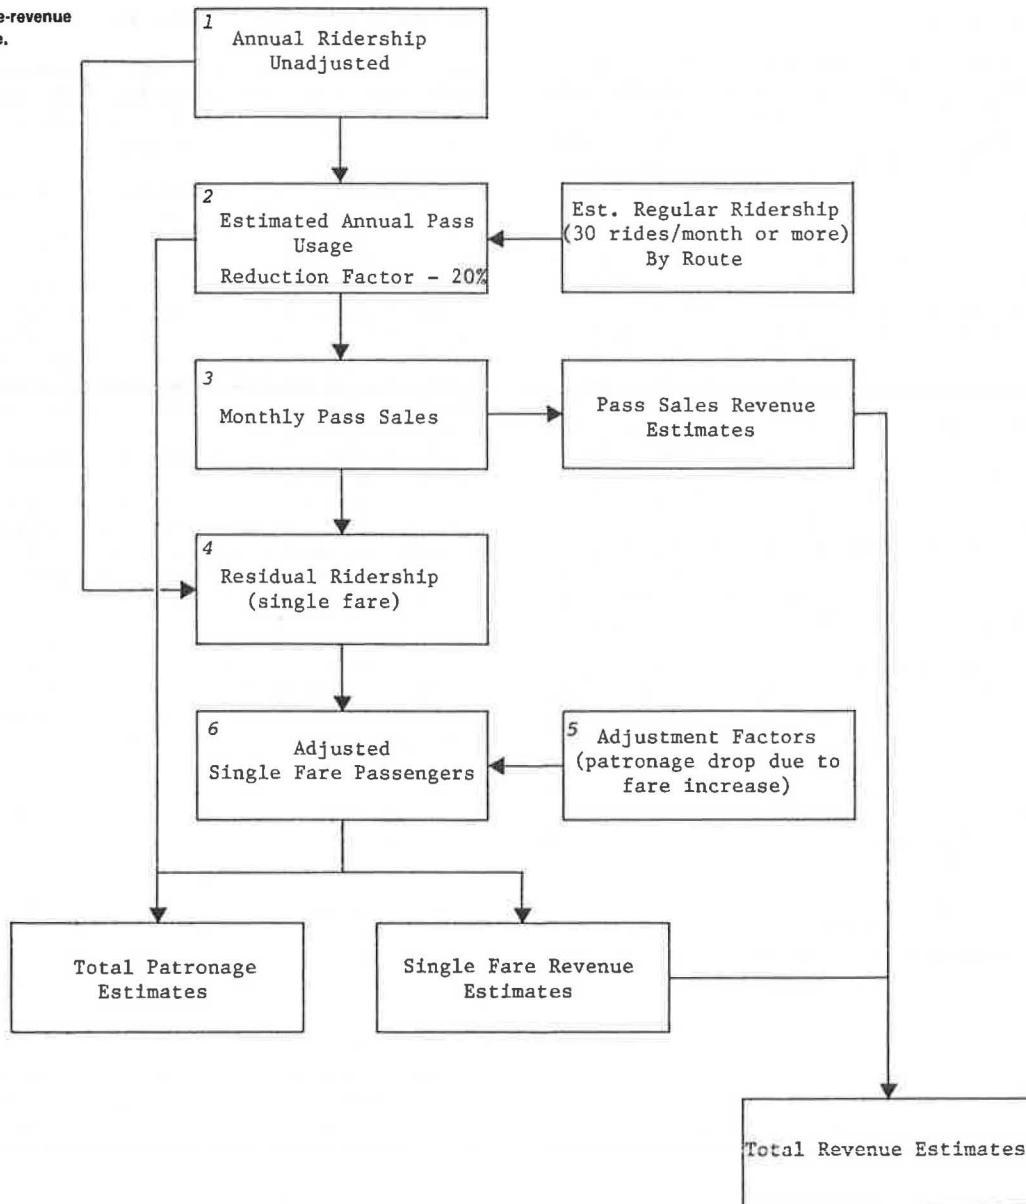 e-revenue
e.
1
Annual Ridership
Unadjusted
2
Estimated Annual Pass
Usage
Reduction Factor - 20%
Est. Regular Ridership
(30 rides/month or more)
By Route
3
Monthly Pass Sales
Pass Sales Revenue
Estimates
4
Residual Ridership
(single fare)
6
Adjusted
Single Fare Passengers
5
Adjustment Factors
(patronage drop due to
fare increase)
Total Patronage
Estimates
Single Fare Revenue
Estimates
Total Revenue Estimates